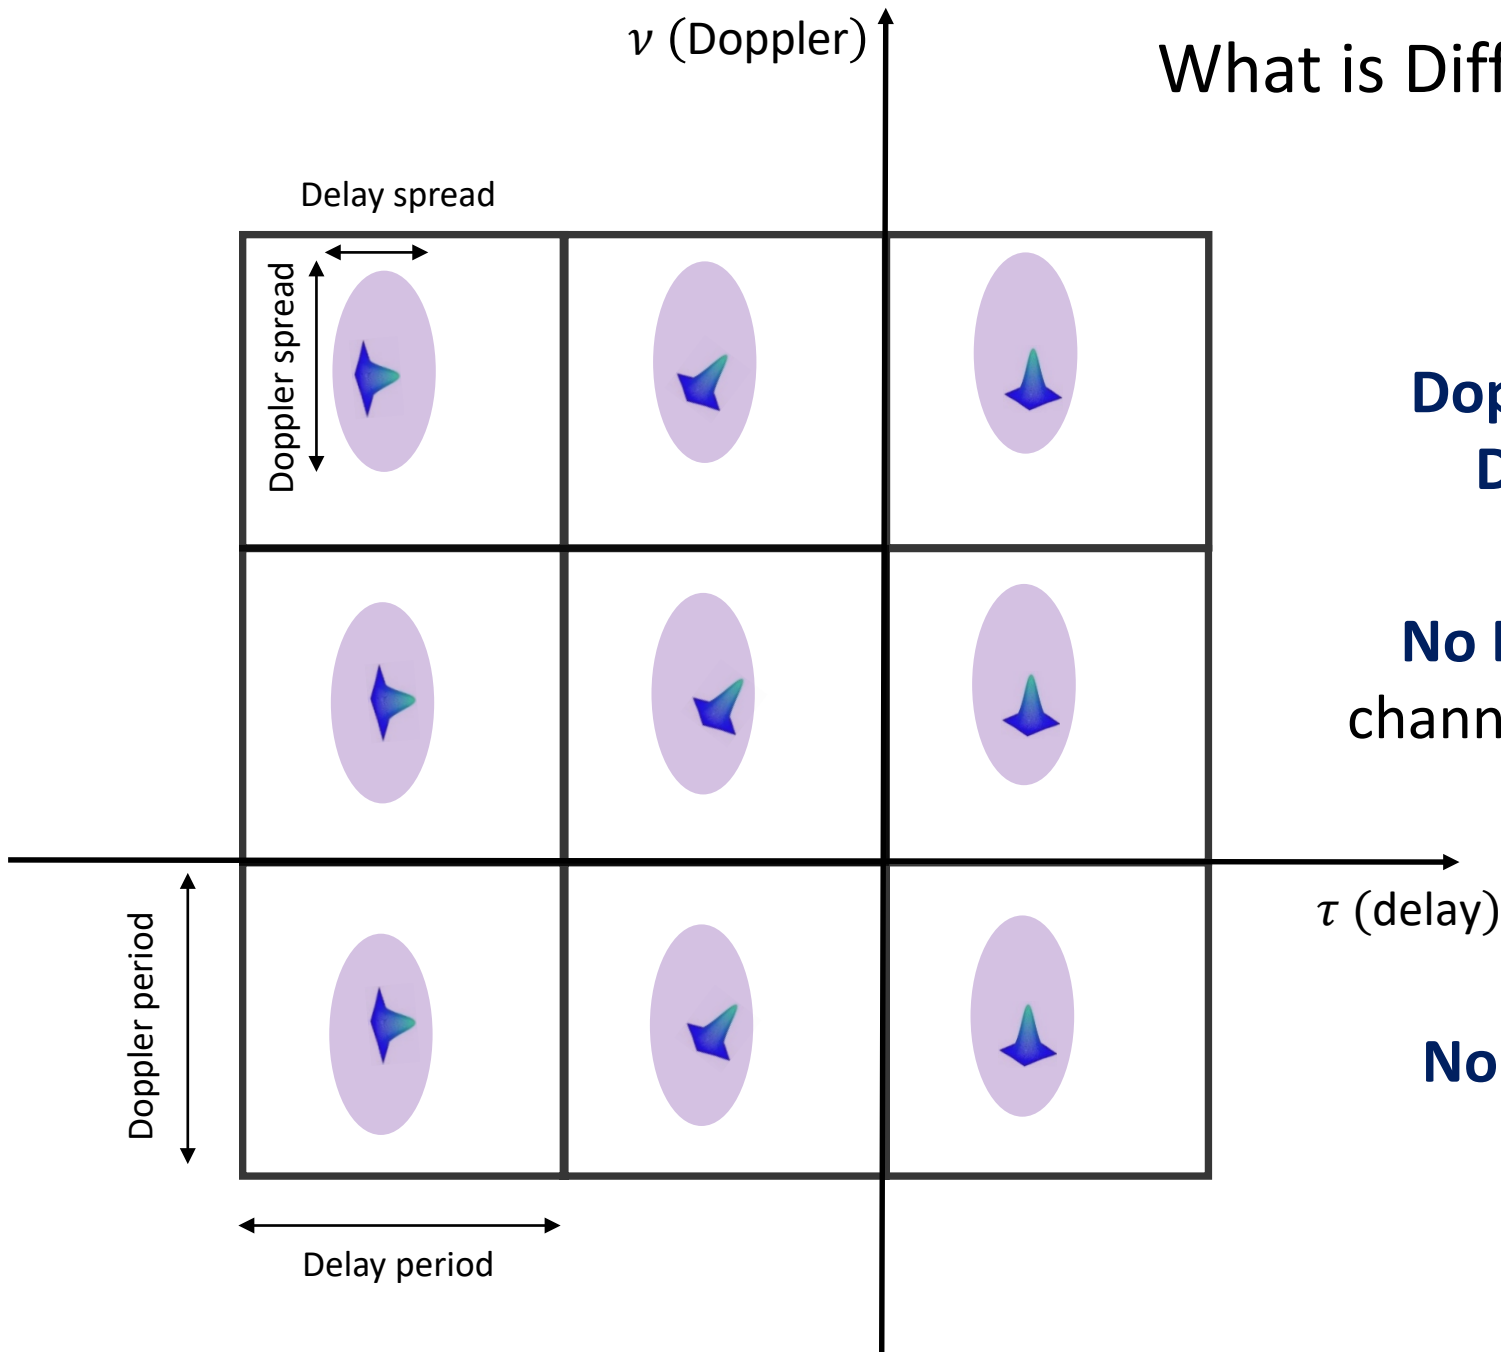 ν (Doppler)
What is Diff
Delay spread
Doppler spread
Dop
D
No
chann
τ (delay)
Doppler period
No
Delay period